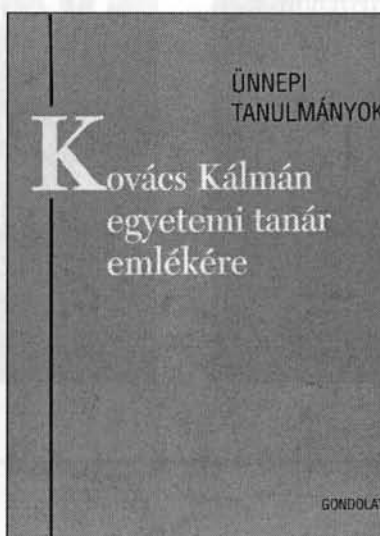 ÜNNEPI
TANULMÁNYOK
Kovács Kálmán
egyetemi tanár
emlékére
GONDOLAT